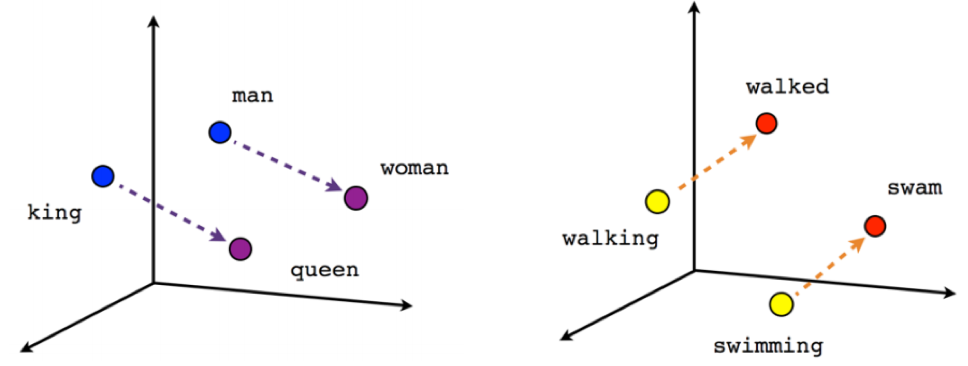 man
woman
king
queen
walked
swam
walking
swimming